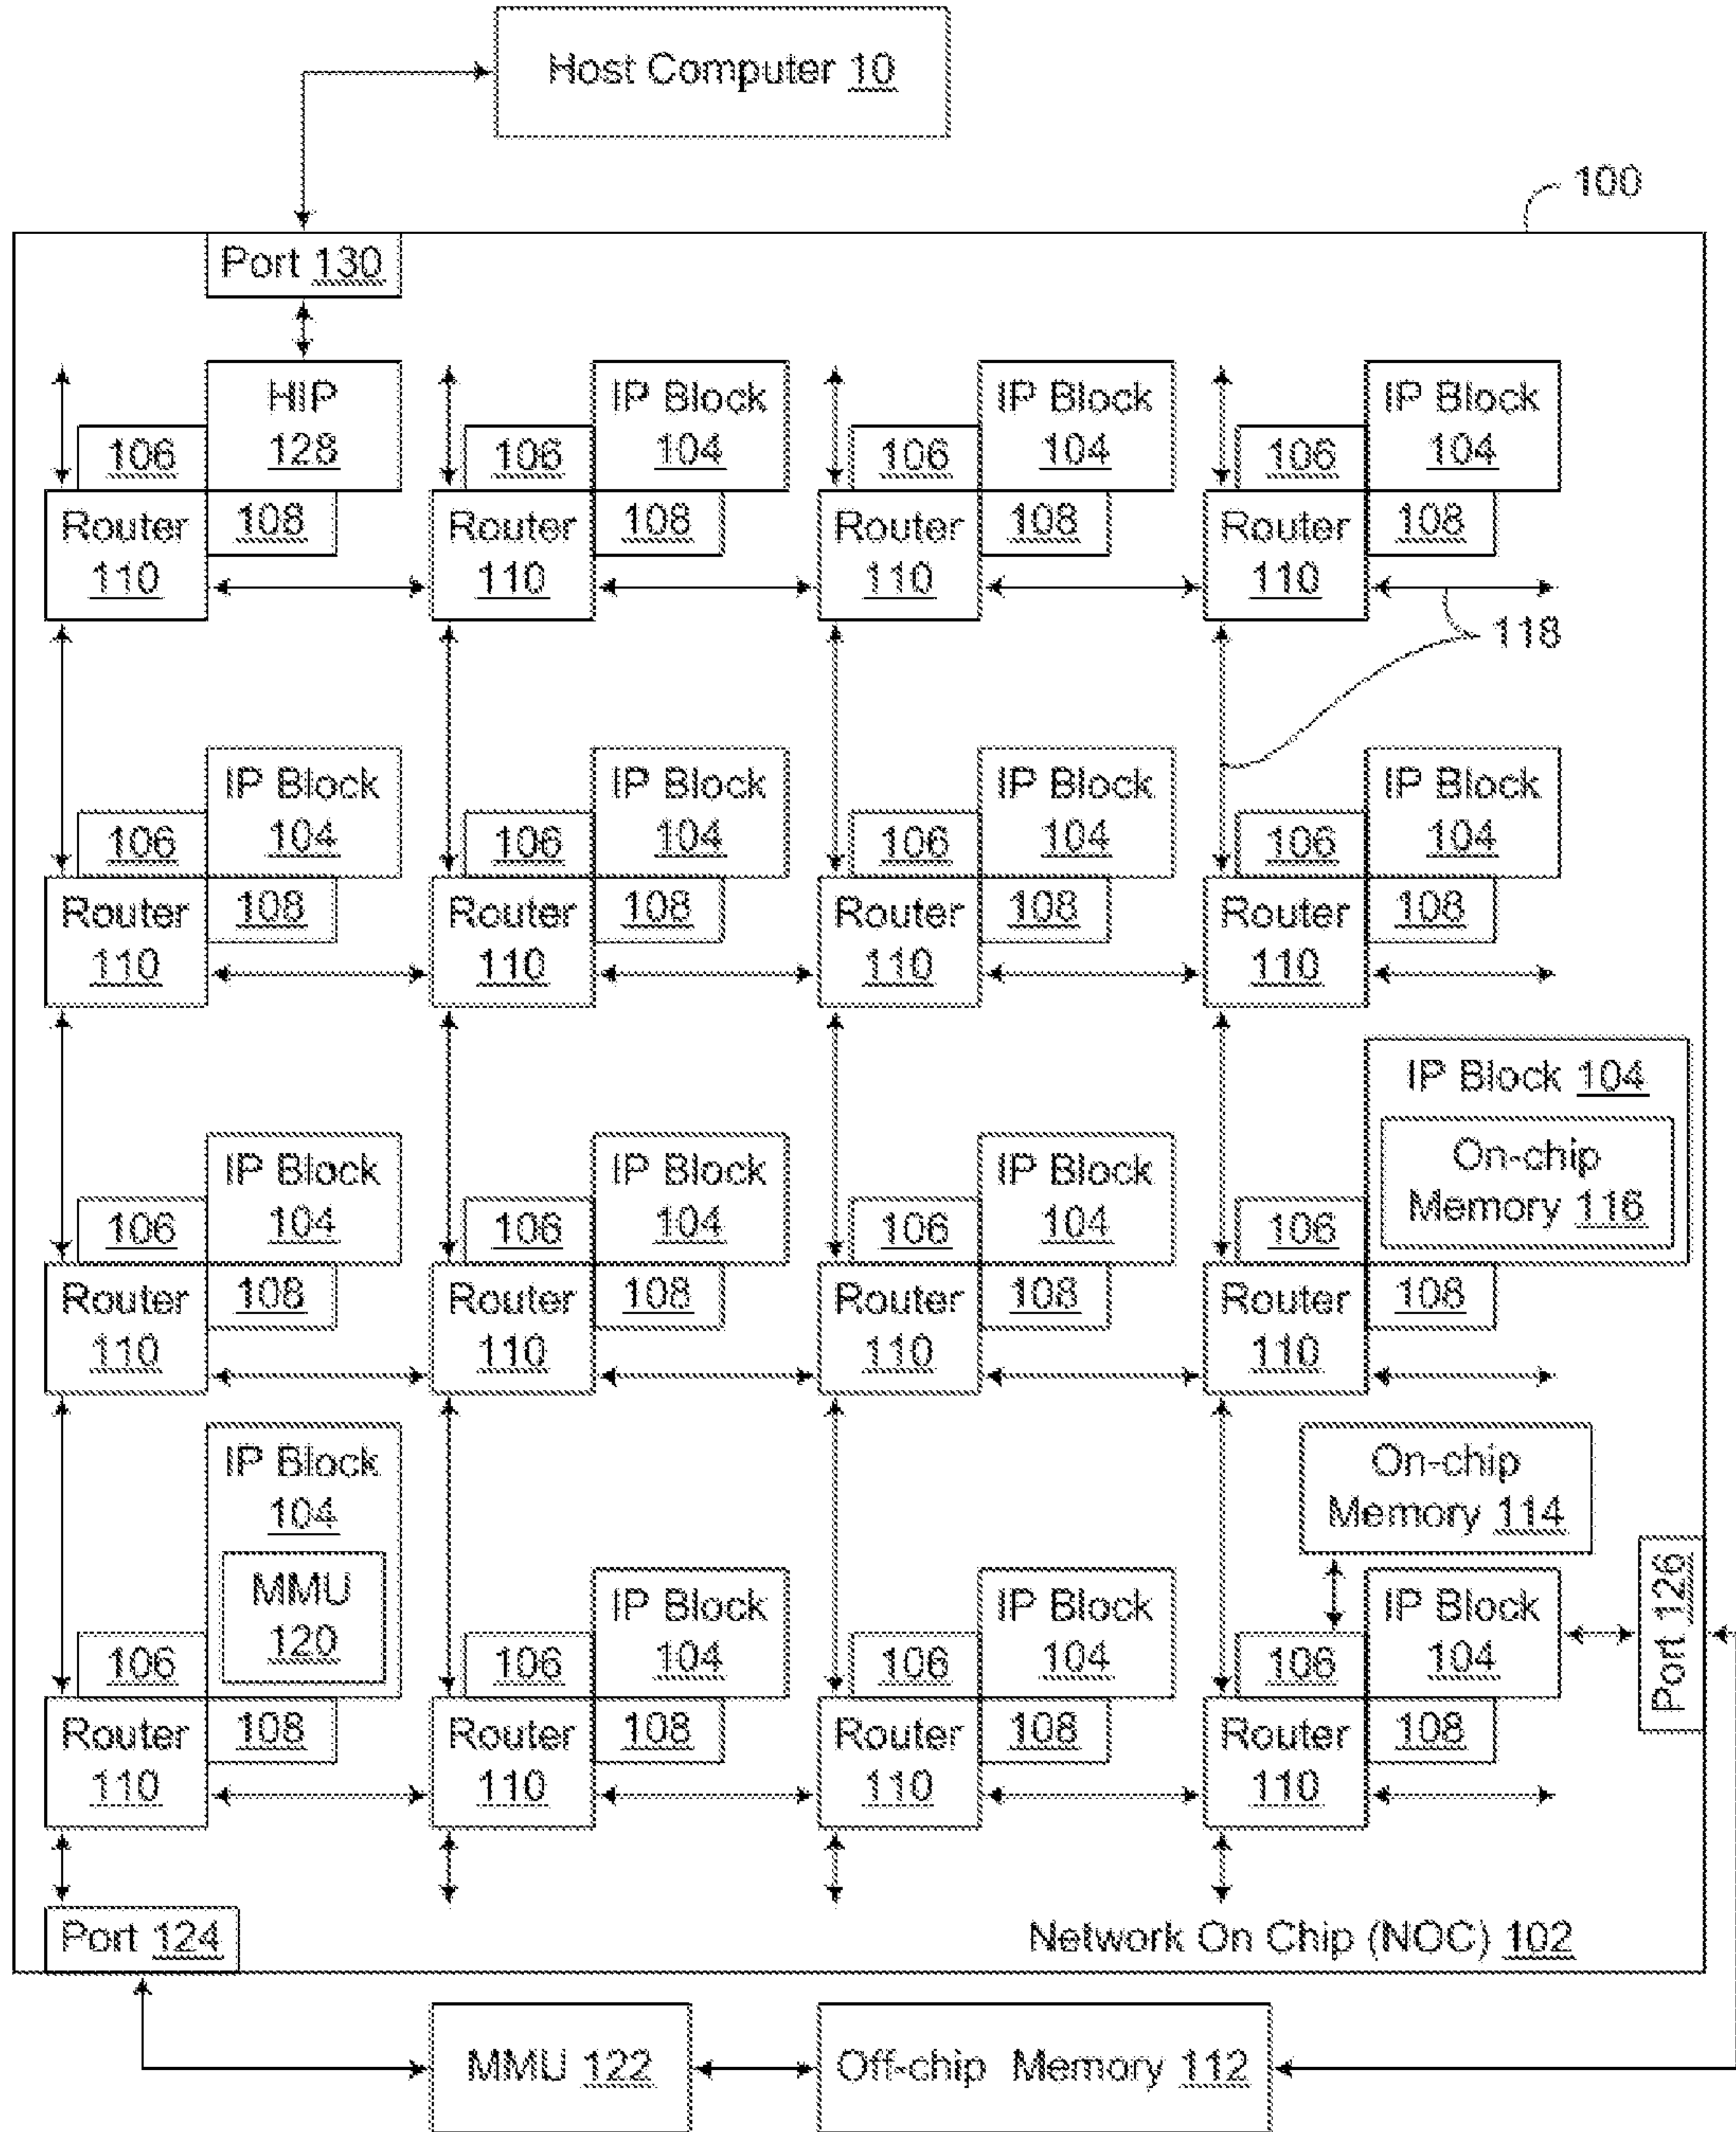 Host Computer 10
100
Port 130
HIP
128
IP Block
104
IP Block
104
IP Block
104
106
106
106
106
Router
110
108
Router
110
108
Router
110
108
Router
110
108
118
IP Block
104
IP Block
104
IP Block
104
IP Block
104
106
106
106
106
Router
110
108
Router
110
108
Router
110
108
Router
110
108
IP Block 104
On-chip
Memory 116
IP Block
104
IP Block
104
IP Block
104
106
106
106
106
Router
110
108
Router
110
108
Router
110
108
Router
110
108
IP Block
104
MMU
120
On-chip
Memory 114
IP Block
104
IP Block
104
IP Block
104
Port 126
106
106
106
106
Router
110
108
Router
110
108
Router
110
108
Router
110
108
Port 124
Network On Chip (NOC) 102
MMU 122
Off-chip Memory 112